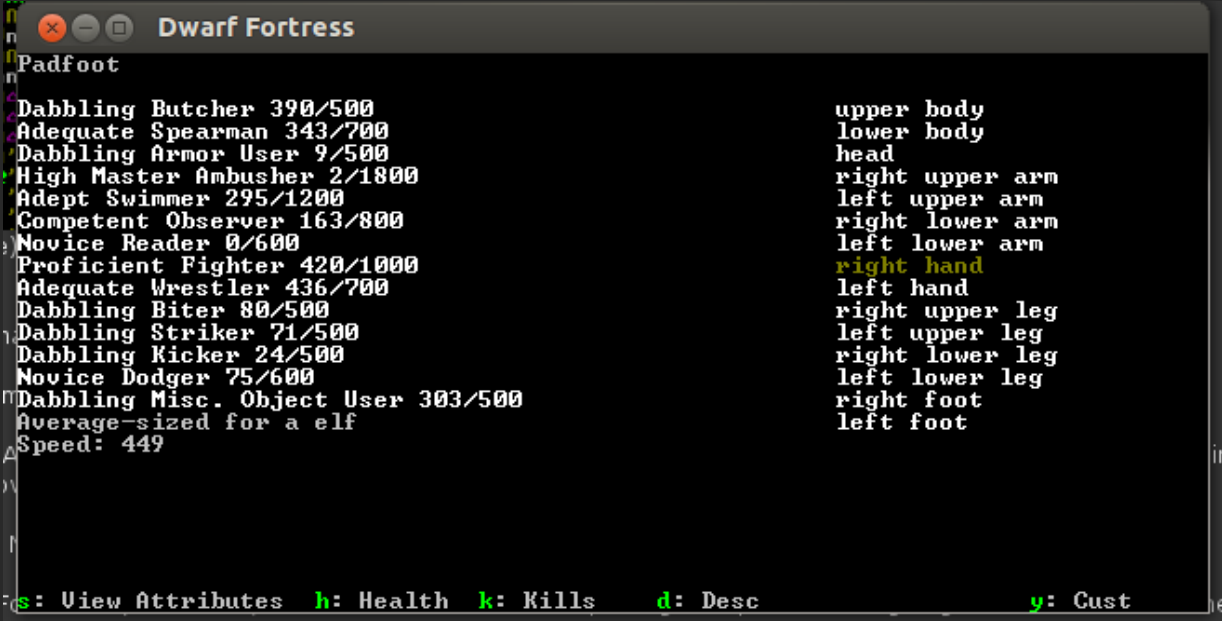 Dwarf Fortress
Padfoot
Dabbling Butcher 390/500 upper body
Adequate Spearman 343/700 lower body
Dabbling Armor User 9/500 head
High Master Ambusher 2/1800 right upper arm
Adept Swimmer 295/1200 left upper arm
Competent Observer 163/800 right lower arm
Novice Reader 0/600 left lower arm
Proficient Fighter 420/1000 right hand
Adequate Wrestler 436/700 left hand
Dabbling Biter 80/500 right upper leg
Dabbling Striker 71/500 left upper leg
Dabbling Kicker 24/500 right lower leg
Novice Dodger 75/600 left lower leg
Dabbling Misc. Object User 303/500 right foot
Average-sized for a elf left foot
Speed: 449
s: View Attributes h: Health k: Kills d: Desc y: Cust